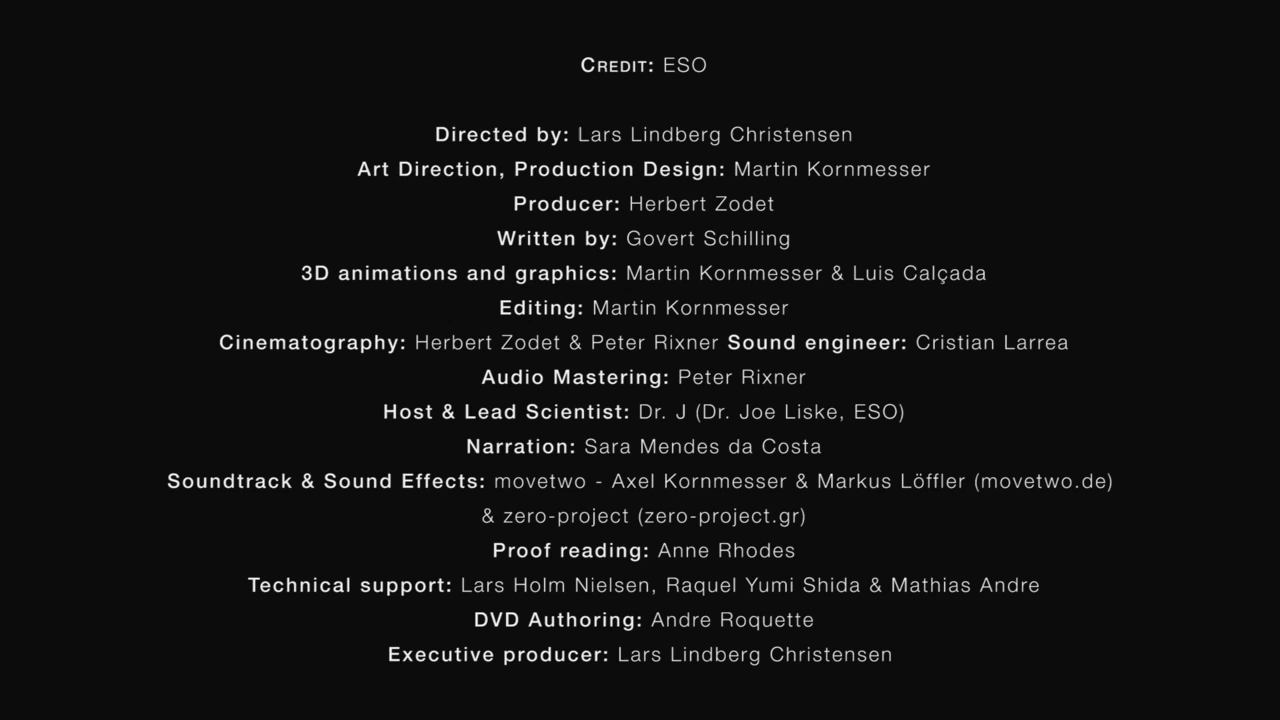 CREDIT: ESO
Directed by: Lars Lindberg Christensen
Art Direction, Production Design: Martin Kornmesser
Producer: Herbert Zodet
Written by: Govert Schilling
3D animations and graphics: Martin Kornmesser & Luis Calçada
Editing: Martin Kornmesser
Cinematography: Herbert Zodet & Peter Rixner Sound engineer: Cristian Larrea
Audio Mastering: Peter Rixner
Host & Lead Scientist: Dr. J (Dr. Joe Liske, ESO)
Narration: Sara Mendes da Costa
Soundtrack & Sound Effects: movetwo - Axel Kornmesser & Markus Löffler (movetwo.de)
& zero-project (zero-project.gr)
Proof reading: Anne Rhodes
Technical support: Lars Holm Nielsen, Raquel Yumi Shida & Mathias Andre
DVD Authoring: Andre Roquette
Executive producer: Lars Lindberg Christensen